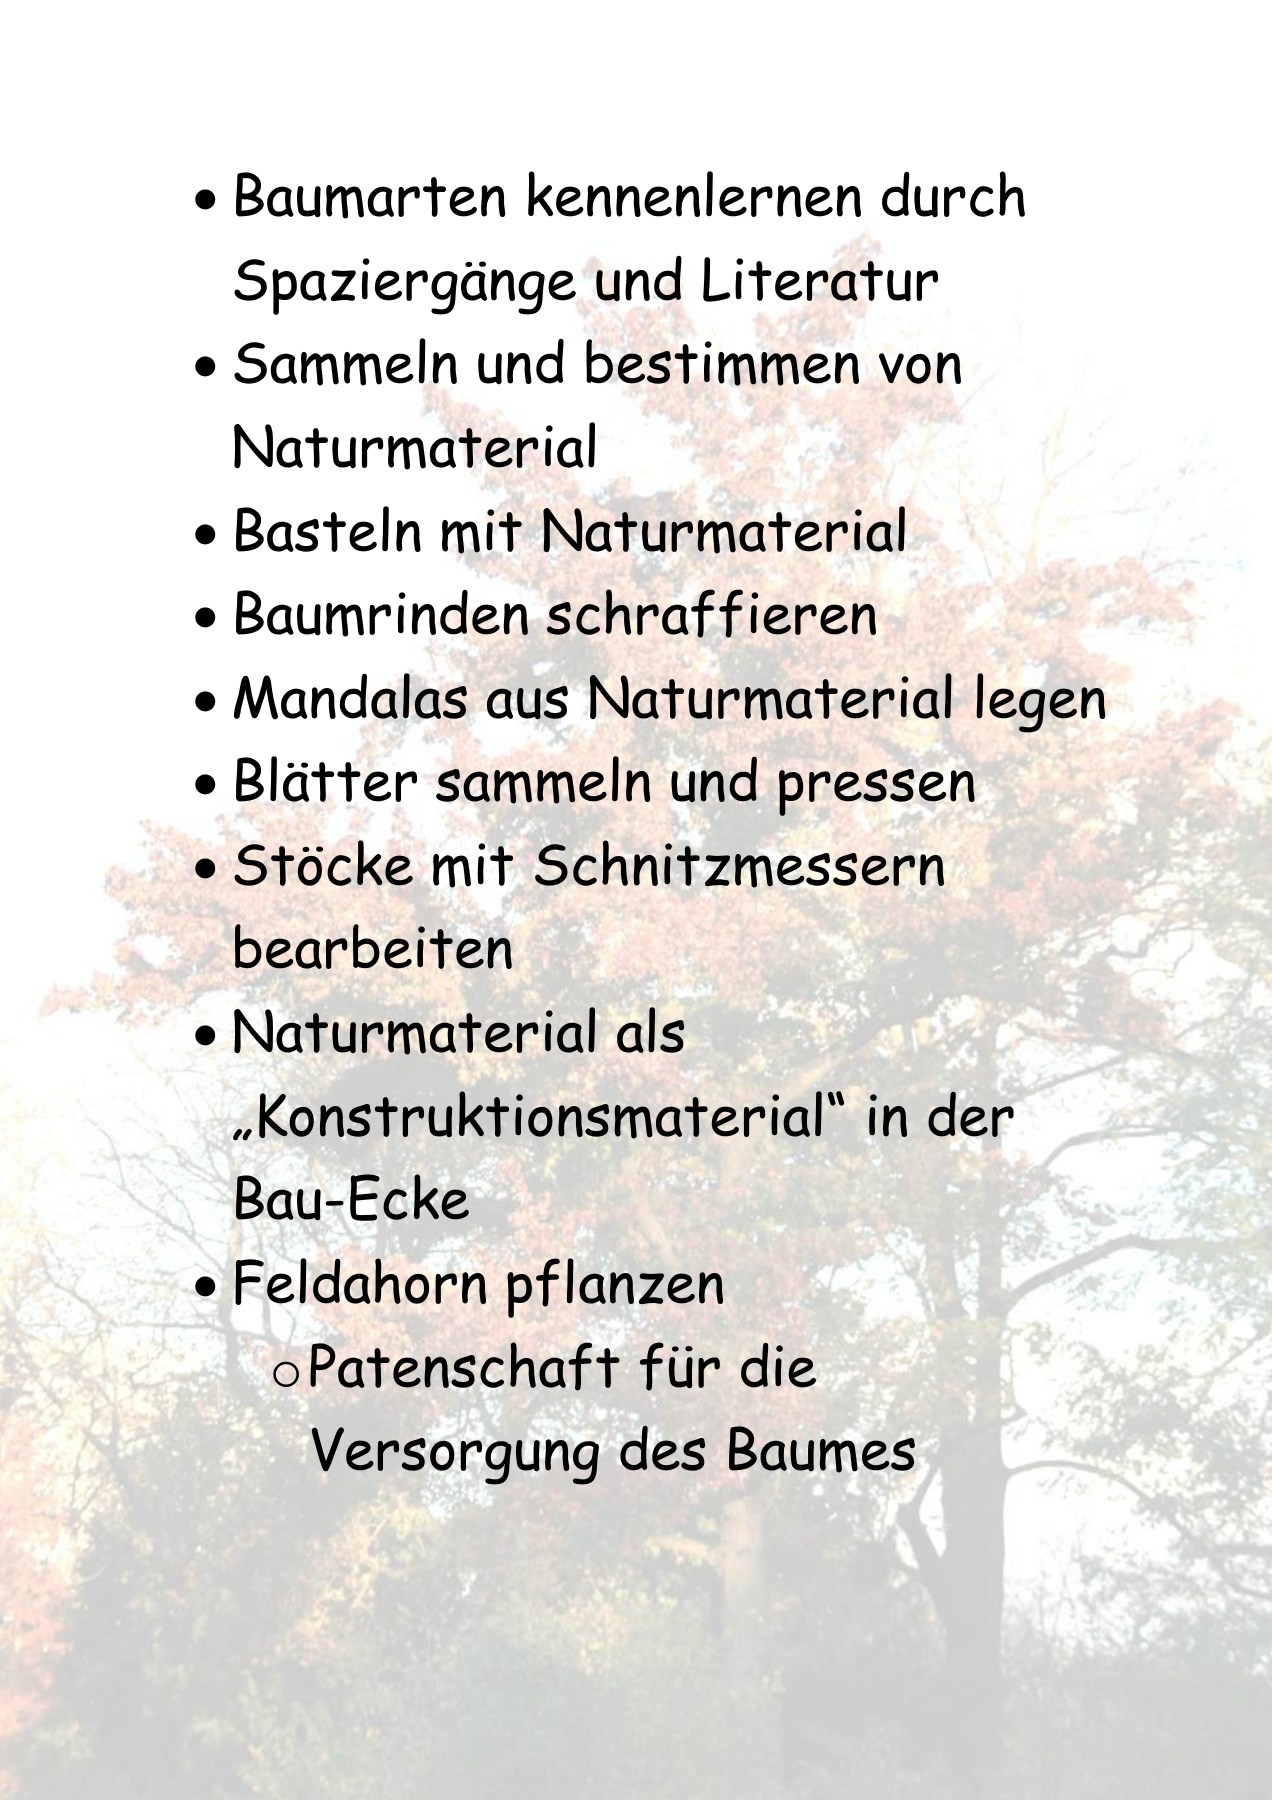 • Baumarten kennenlernen durch
Spaziergänge und Literatur
• Sammeln und bestimmen von
Naturmaterial
• Basteln mit Naturmaterial
• Baumrinden schraffieren
• Mandalas aus Naturmaterial legen
• Blätter sammeln und pressen
• Stöcke mit Schnitzmessern
bearbeiten
• Naturmaterial als
„Konstruktionsmaterial“ in der
Bau-Ecke
• Feldahorn pflanzen
o Patenschaft für die
Versorgung des Baumes